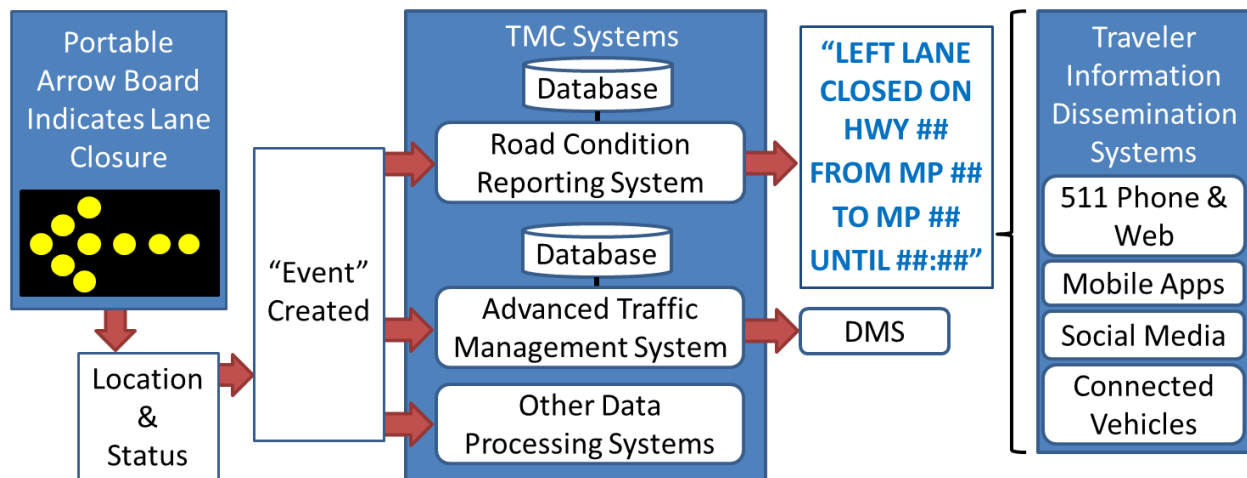 Portable
Arrow Board
Indicates Lane
Closure
Location
&
Status
“Event”
Created
TMC Systems
Database
Road Condition
Reporting System
Database
Advanced Traffic
Management System
Other Data
Processing Systems
“LEFT LANE
CLOSED ON
HWY ##
FROM MP ##
TO MP ##
UNTIL ##:##”
DMS
Traveler
Information
Dissemination
Systems
511 Phone &
Web
Mobile Apps
Social Media
Connected
Vehicles